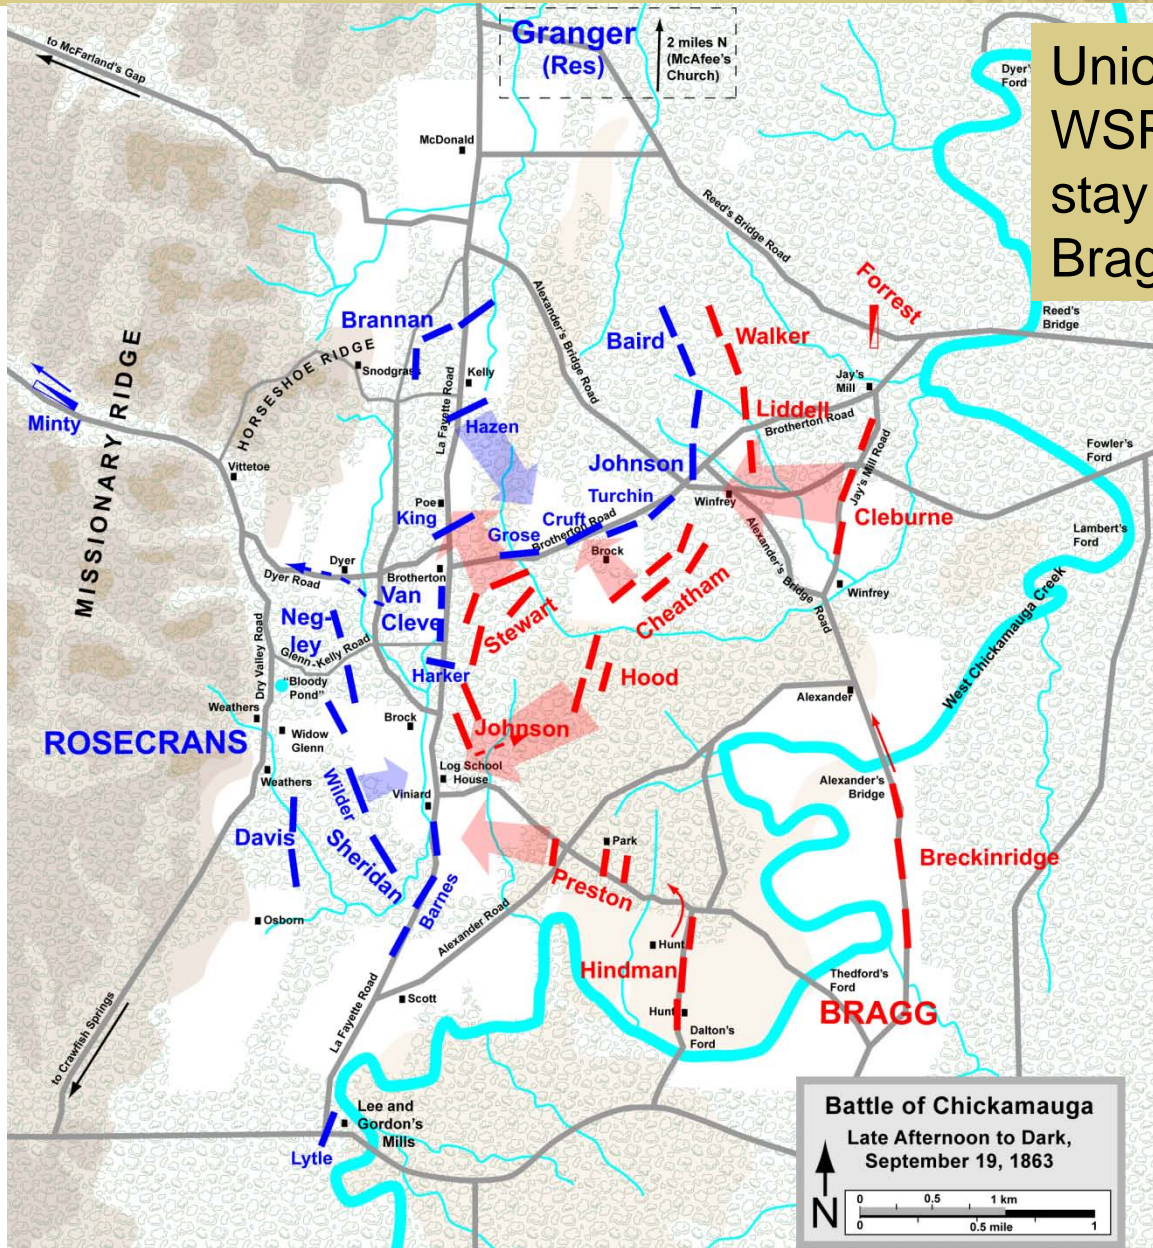 Granger
(Res)
2 miles N
(McAfee's
Church)
to McFarland's Gap
stay
McDonald
Reed's Bridge Road
Forrest
Reed's
Bridge
Brannan
Baird
Walker
Alexander's Bridge Road
HORSESHOE RIDGE
Snodgrass
Kelly
La Fayette Road
Jay's
Mill
Minty
MISSIONARY RIDGE
Hazen
Liddell
Brotherton Road
Jay's Mill Road
Fowler's
Ford
Vittetoe
Johnson
Turchin
Winfrey
Poe
King
Cruft
Grose
Brotherton Road
Brock
Cleburne
Lambert's
Ford
Alexander's Bridge Road
Dyer
Dyer Road
Brotherton
Winfrey
Van
Cleve
Stewart
Cheatham
West Chickamauga Creek
Neg-
ley
Glenn-Kelly Road
Dry Valley Road
"Bloody
Pond"
Harker
Hood
Alexander
Weathers
Brock
Johnson
Widow
Glenn
ROSECRANS
Log School
House
Weathers
Wilder
Viniard
Alexander's
Bridge
Davis
Sheridan
Park
Preston
Breckinridge
Barnes
Osborn
Alexander Road
Hunt
Hindman
Thedford's
Ford
BRAGG
La Fayette Road
Scott
Hunt
Dalton's
Ford
to Crawfish Springs
Lee and
Gordon's
Mills
Lytle
Battle of Chickamauga
Late Afternoon to Dark,
September 19, 1863
N
0 0.5 1 km
0 0.5 mile 1
Dyer's
Ford